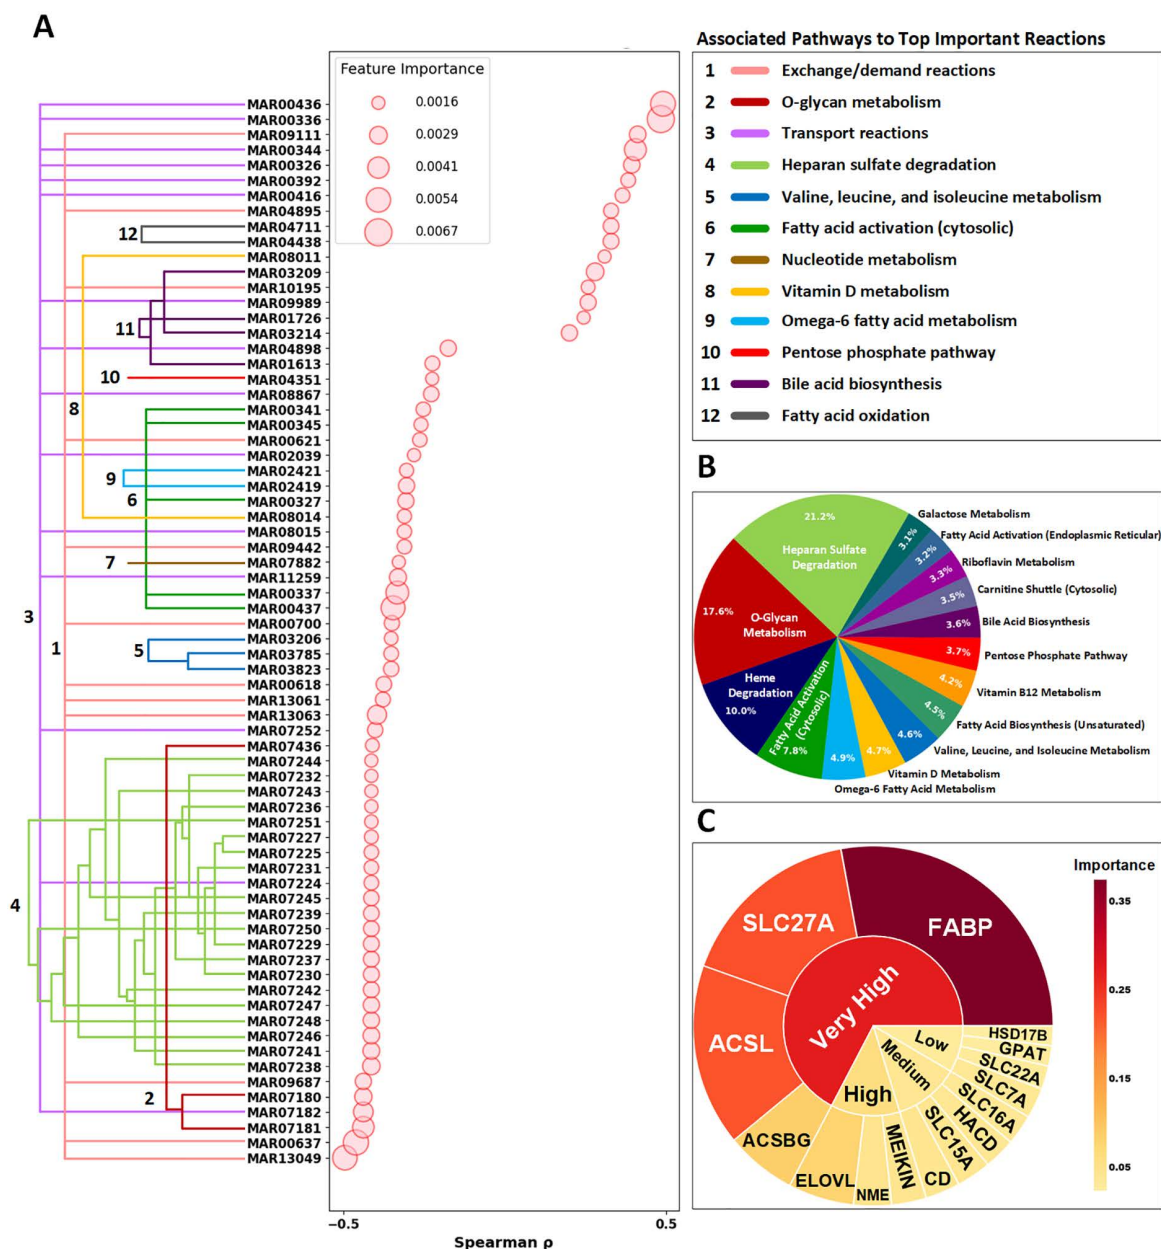 A
Feature Importance
0.0016
0.0029
0.0041
0.0054
0.0067
MAR00436
MAR00336
MAR09111
MAR00344
MAR00326
MAR00392
MAR00416
MAR04895
MAR04711
12
MAR04438
MAR08011
MAR03209
MAR10195
MAR09989
MAR01726
11
MAR03214
MAR04898
MAR01613
10
MAR04351
MAR08867
8
MAR00341
MAR00345
MAR00621
MAR02039
MAR02421
9
MAR02419
6
MAR00327
MAR08014
MAR08015
MAR09442
7
MAR07882
MAR11259
MAR00337
MAR00437
3
MAR00700
MAR03206
1
5
MAR03785
MAR03823
MAR00618
MAR13061
MAR13063
MAR07252
MAR07436
MAR07244
MAR07232
MAR07243
MAR07236
MAR07251
MAR07227
MAR07225
MAR07231
MAR07224
MAR07245
4
MAR07239
MAR07250
MAR07229
MAR07237
MAR07230
MAR07242
MAR07247
MAR07248
MAR07246
MAR07241
MAR07238
MAR09687
2
MAR07180
MAR07182
MAR07181
MAR00637
MAR13049
−0.5
0.5
Spearman ρ
Associated Pathways to Top Important Reactions
1 Exchange/demand reactions
2 O-glycan metabolism
3 Transport reactions
4 Heparan sulfate degradation
5 Valine, leucine, and isoleucine metabolism
6 Fatty acid activation (cytosolic)
7 Nucleotide metabolism
8 Vitamin D metabolism
9 Omega-6 fatty acid metabolism
10 Pentose phosphate pathway
11 Bile acid biosynthesis
12 Fatty acid oxidation
B
21.2%
Heparan Sulfate
Degradation
17.6%
O-Glycan
Metabolism
Heme
Degradation
10.0%
Fatty Acid Activation
(Cytosolic)
7.8%
4.9%
Omega-6 Fatty Acid Metabolism
4.7%
Vitamin D Metabolism
4.6%
Valine, Leucine, and Isoleucine Metabolism
4.5%
Fatty Acid Biosynthesis (Unsaturated)
4.2%
Vitamin B12 Metabolism
3.7%
Pentose Phosphate Pathway
3.6%
Bile Acid Biosynthesis
3.5%
Carnitine Shuttle (Cytosolic)
3.3%
Riboflavin Metabolism
3.2%
Fatty Acid Activation (Endoplasmic Reticular)
3.1%
Galactose Metabolism
C
Importance
0.35
0.25
0.15
0.05
Very High
High
Medium
Low
FABP
SLC27A
ACSL
ACSBG
ELOVL
NME
MEIKIN
CD
SLC15A
HACD
SLC16A
SLC7A
SLC22A
GPAT
HSD17B